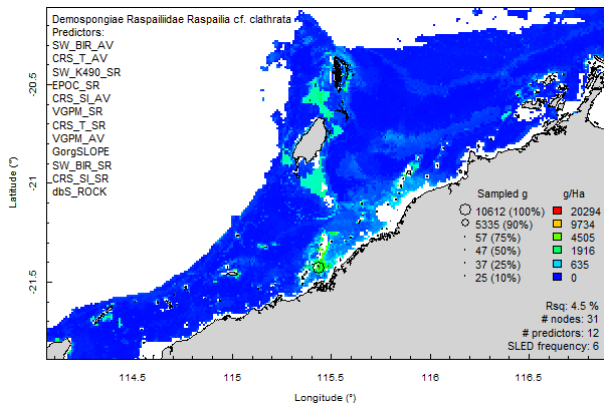 Demospongiae Raspailiidae Raspailia cf. clathrata
Predictors:
SW_BIR_AV
CRS_T_AV
SW_K490_SR
EPOC_SR
CRS_SI_AV
VGPM_SR
CRS_T_SR
VGPM_AV
GorgSLOPE
SW_BIR_SR
CRS_SI_SR
dbS_ROCK
-20.5
-21
-21.5
Latitude (°)
Sampled g
g/Ha
10612 (100%)
20294
5335 (90%)
9734
57 (75%)
4505
47 (50%)
1916
37 (25%)
635
25 (10%)
0
Rsq: 4.5 %
# nodes: 31
# predictors: 12
SLED frequency: 6
114.5
115
115.5
116
116.5
Longitude (°)